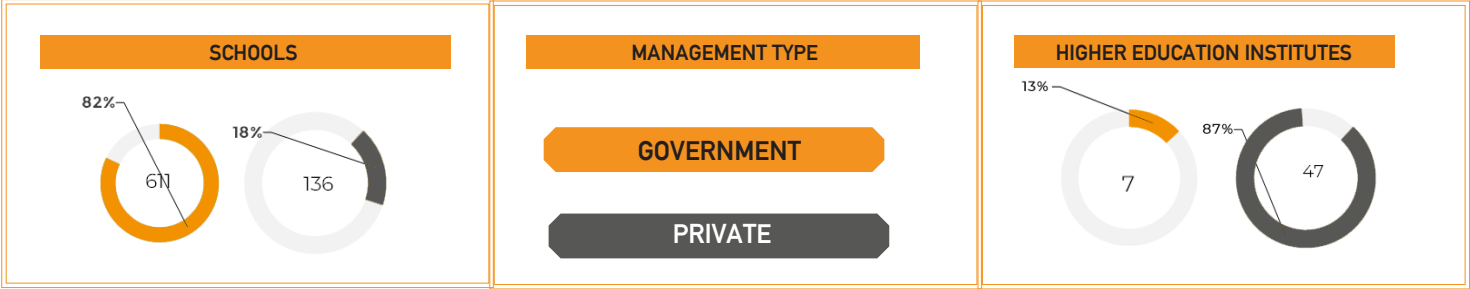 SCHOOLS
82%
18%
611
136
MANAGEMENT TYPE
GOVERNMENT
PRIVATE
HIGHER EDUCATION INSTITUTES
13%
87%
7
47